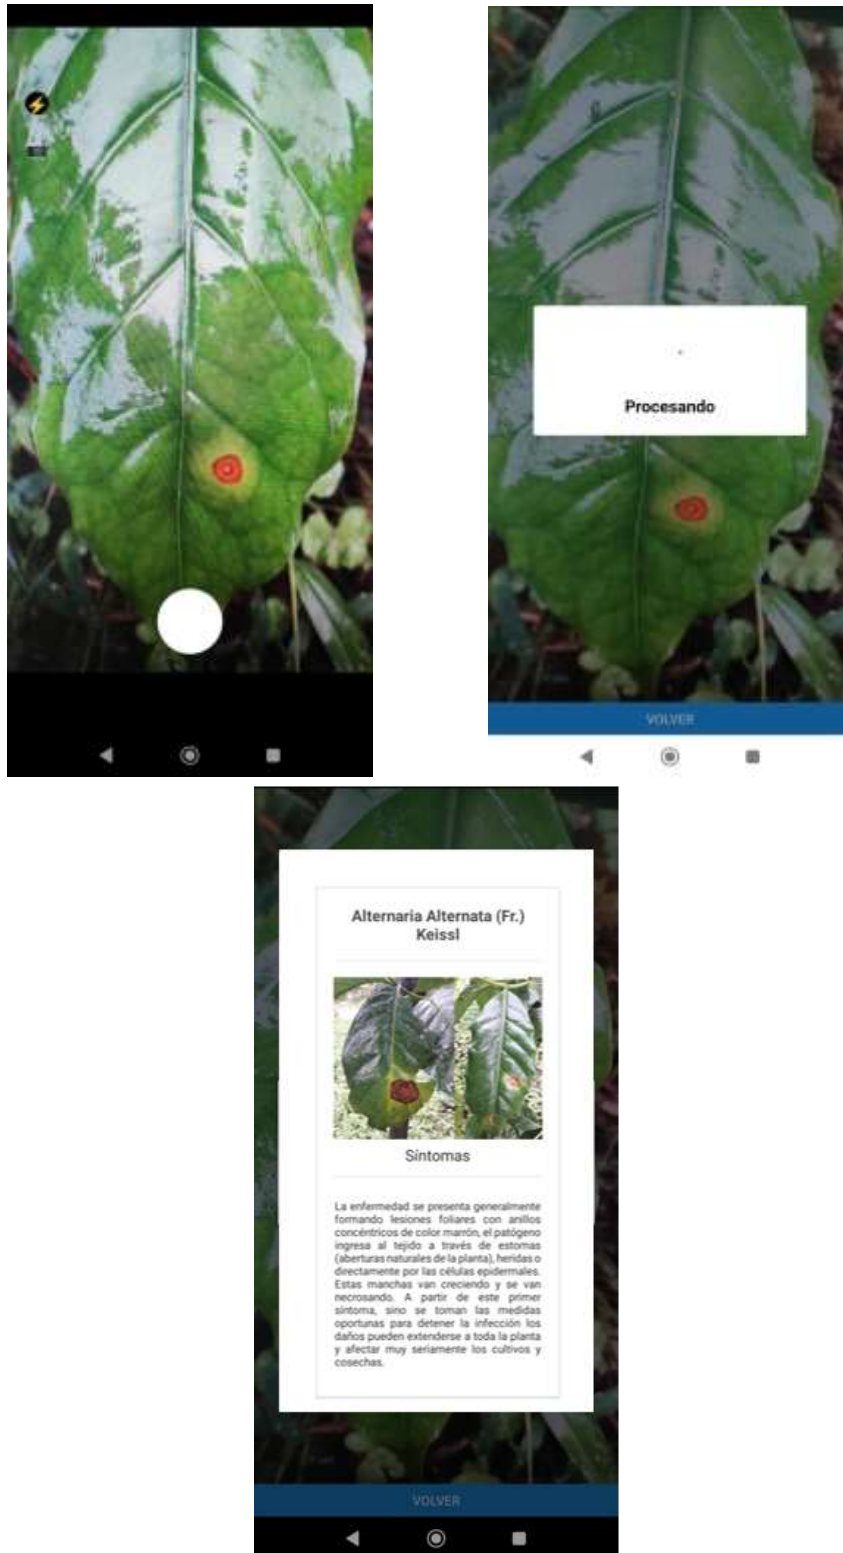 Procesando
VOLVER
Alternaria Alternata (Fr.)
Keissl
Síntomas
La enfermedad se presenta generalmente
formando lesiones foliares con anillos
concéntricos de color marrón, el patógeno
ingresa al tejido a través de estomas
(aberturas naturales de la planta), heridas o
directamente por las células epidermales.
Estas manchas van creciendo y se van
necrosando. A partir de este primer
síntoma, sino se toman las medidas
oportunas para detener la infección los
daños pueden extenderse a toda la planta
y afectar muy seriamente los cultivos y
cosechas.
VOLVER